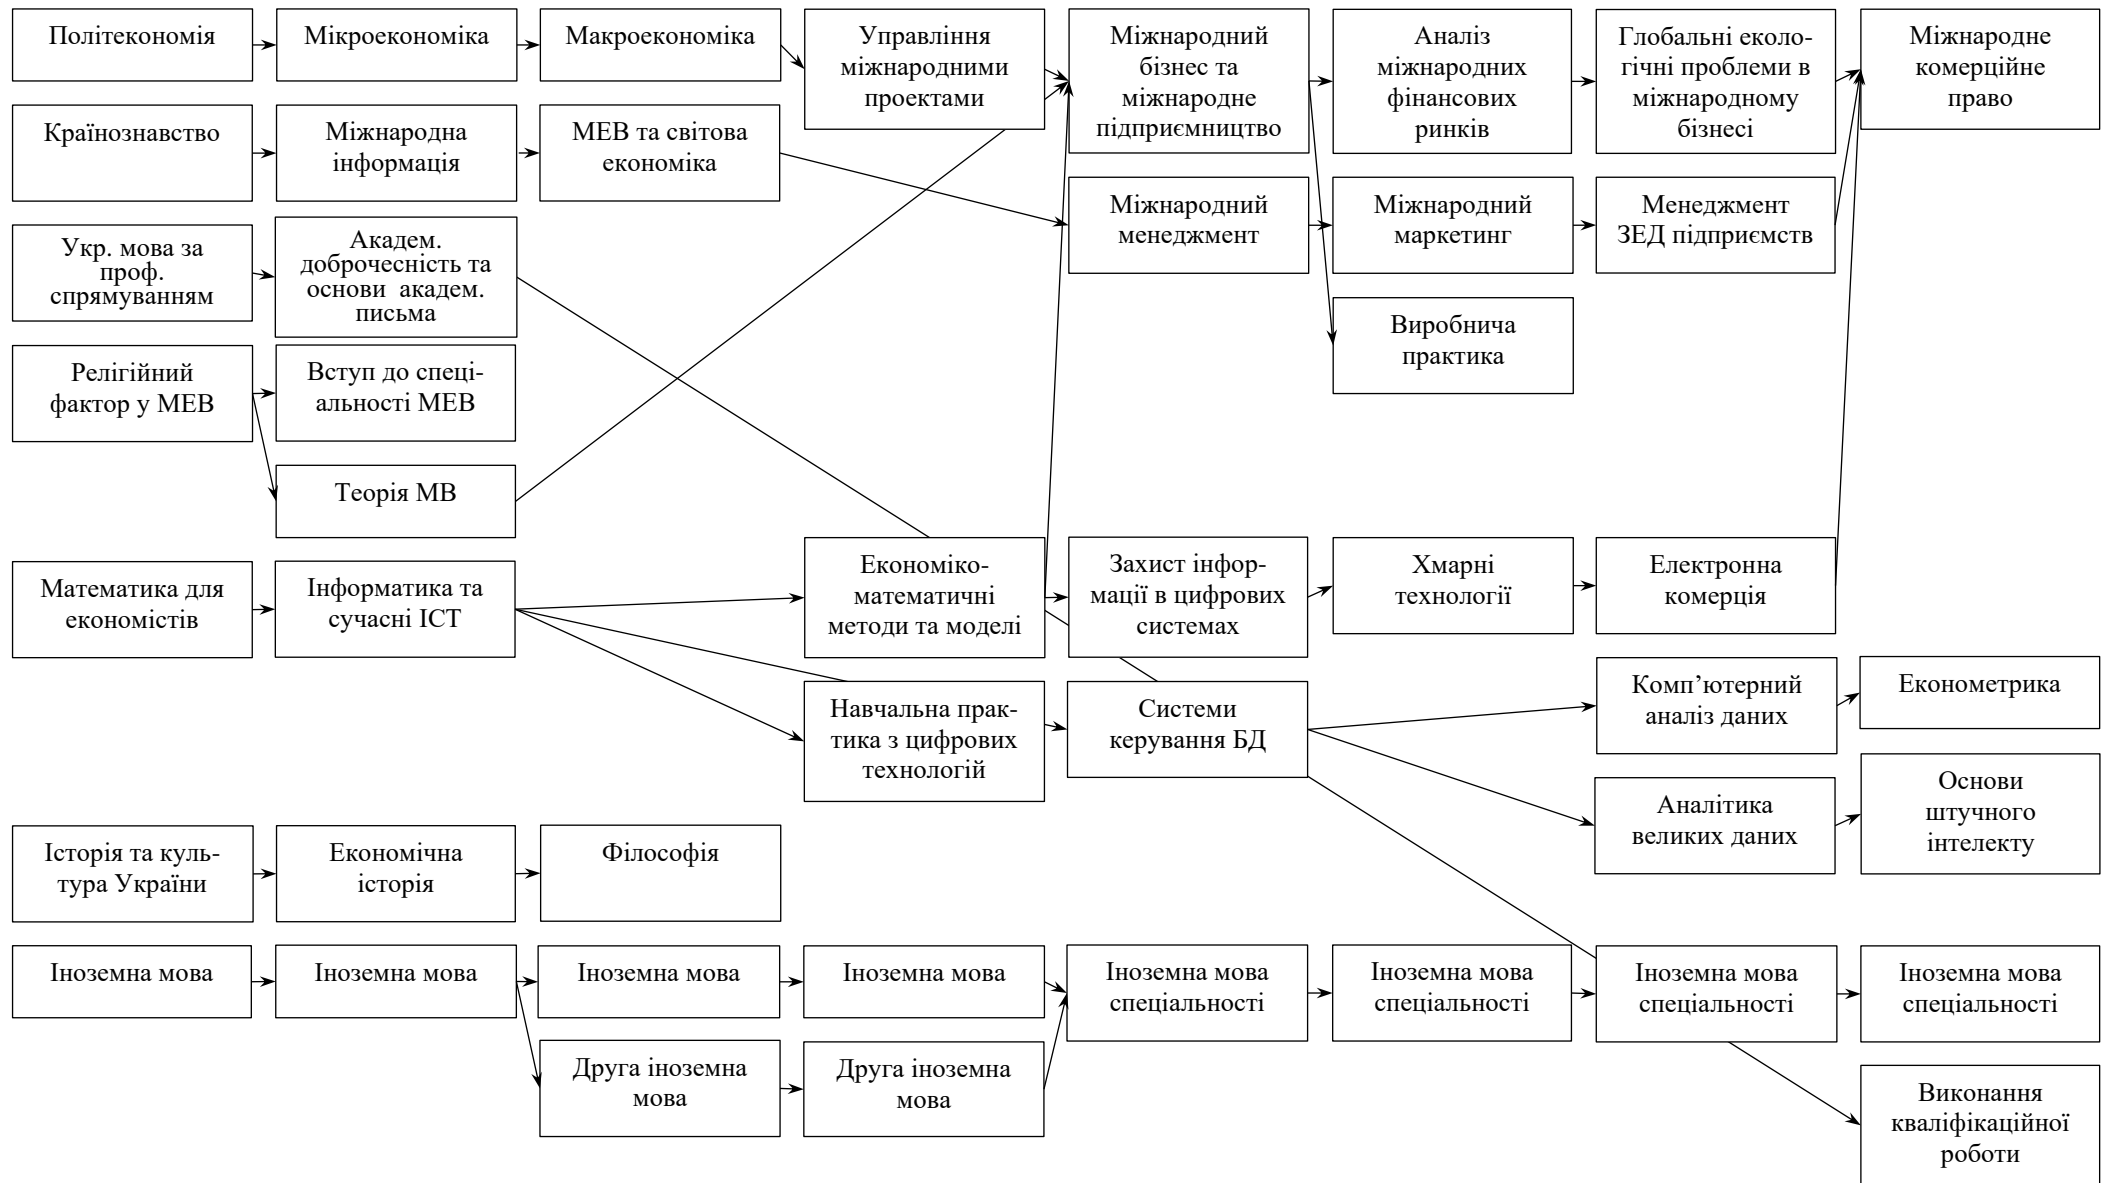 Політекономія
Мікроекономіка
Макроекономіка
Управління
міжнародними
проектами
Міжнародний
бізнес та
міжнародне
підприємництво
Аналіз
міжнародних
фінансових
ринків
Глобальні еколо-
гічні проблеми в
міжнародному
бізнесі
Міжнародне
комерційне
право
Країнознавство
Міжнародна
інформація
МЕВ та світова
економіка
Міжнародний
менеджмент
Міжнародний
маркетинг
Менеджмент
ЗЕД підприємств
Укр. мова за
проф.
спрямуванням
Академ.
доброчесність та
основи академ.
письма
Виробнича
практика
Релігійний
фактор у МЕВ
Вступ до спеці-
альності МЕВ
Теорія МВ
Математика для
економістів
Інформатика та
сучасні ІСТ
Економіко-
математичні
методи та моделі
Захист інфор-
мації в цифрових
системах
Хмарні
технології
Електронна
комерція
Навчальна прак-
тика з цифрових
технологій
Системи
керування БД
Комп’ютерний
аналіз даних
Економетрика
Аналітика
великих даних
Основи
штучного
інтелекту
Історія та куль-
тура України
Економічна
історія
Філософія
Іноземна мова
Іноземна мова
Іноземна мова
Іноземна мова
Іноземна мова
спеціальності
Іноземна мова
спеціальності
Іноземна мова
спеціальності
Іноземна мова
спеціальності
Друга іноземна
мова
Друга іноземна
мова
Виконання
кваліфікаційної
роботи